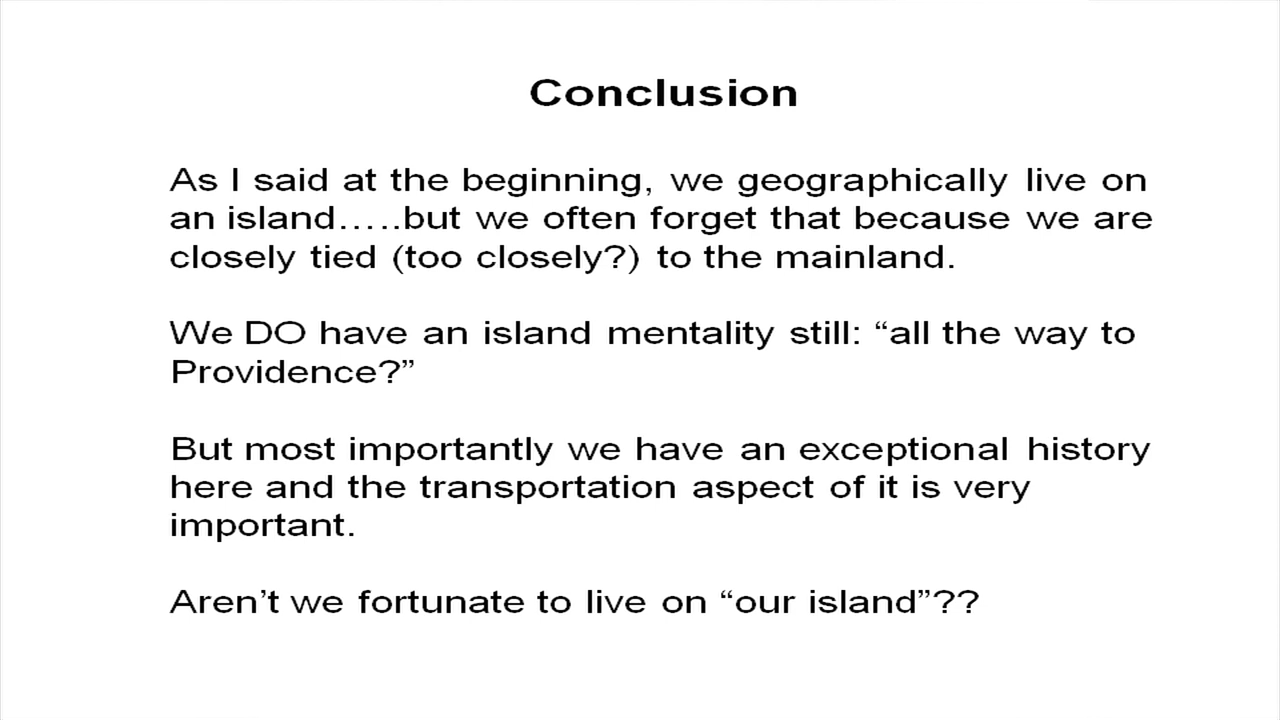 Conclusion
As I said at the beginning, we geographically live on
an island…..but we often forget that because we are
closely tied (too closely?) to the mainland.
We DO have an island mentality still: “all the way to
Providence?”
But most importantly we have an exceptional history
here and the transportation aspect of it is very
important.
Aren’t we fortunate to live on “our island”??